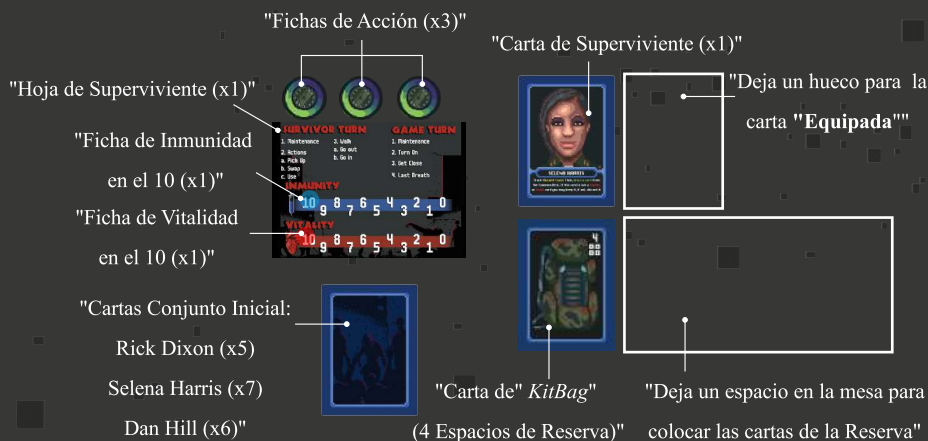 "Fichas de Acción (x3)"
"Carta de Superviviente (x1)"
"Hoja de Superviviente (x1)"
"Deja un hueco para la
carta "Equipada""
"Ficha de Inmunidad
en el 10 (x1)"
"Ficha de Vitalidad
en el 10 (x1)"
SURVIVOR TURN
1. Maintenance
2. Actions
a. Pick Up
b. Swap
c. Use
3. Walk
a. Go out
b. Go in
GAME TURN
1. Maintenance
2. Turn On
3. Get Close
4. Last Breath
IMMUNITY
10 9 8 7 6 5 4 3 2 1 0
VITALITY
10 9 8 7 6 5 4 3 2 1 0
SELENA HARRIS
4
"Cartas Conjunto Inicial:
Rick Dixon (x5)
Selena Harris (x7)
Dan Hill (x6)"
"Carta de" KitBag"
(4 Espacios de Reserva)"
"Deja un espacio en la mesa para
colocar las cartas de la Reserva"